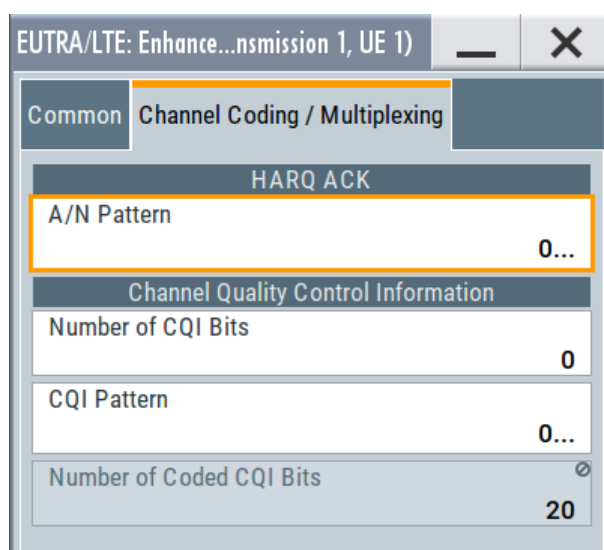 EUTRA/LTE: Enhance...nsmission 1, UE 1)
Common Channel Coding / Multiplexing
HARQ ACK
A/N Pattern
0...
Channel Quality Control Information
Number of CQI Bits
0
CQI Pattern
0...
Number of Coded CQI Bits
20